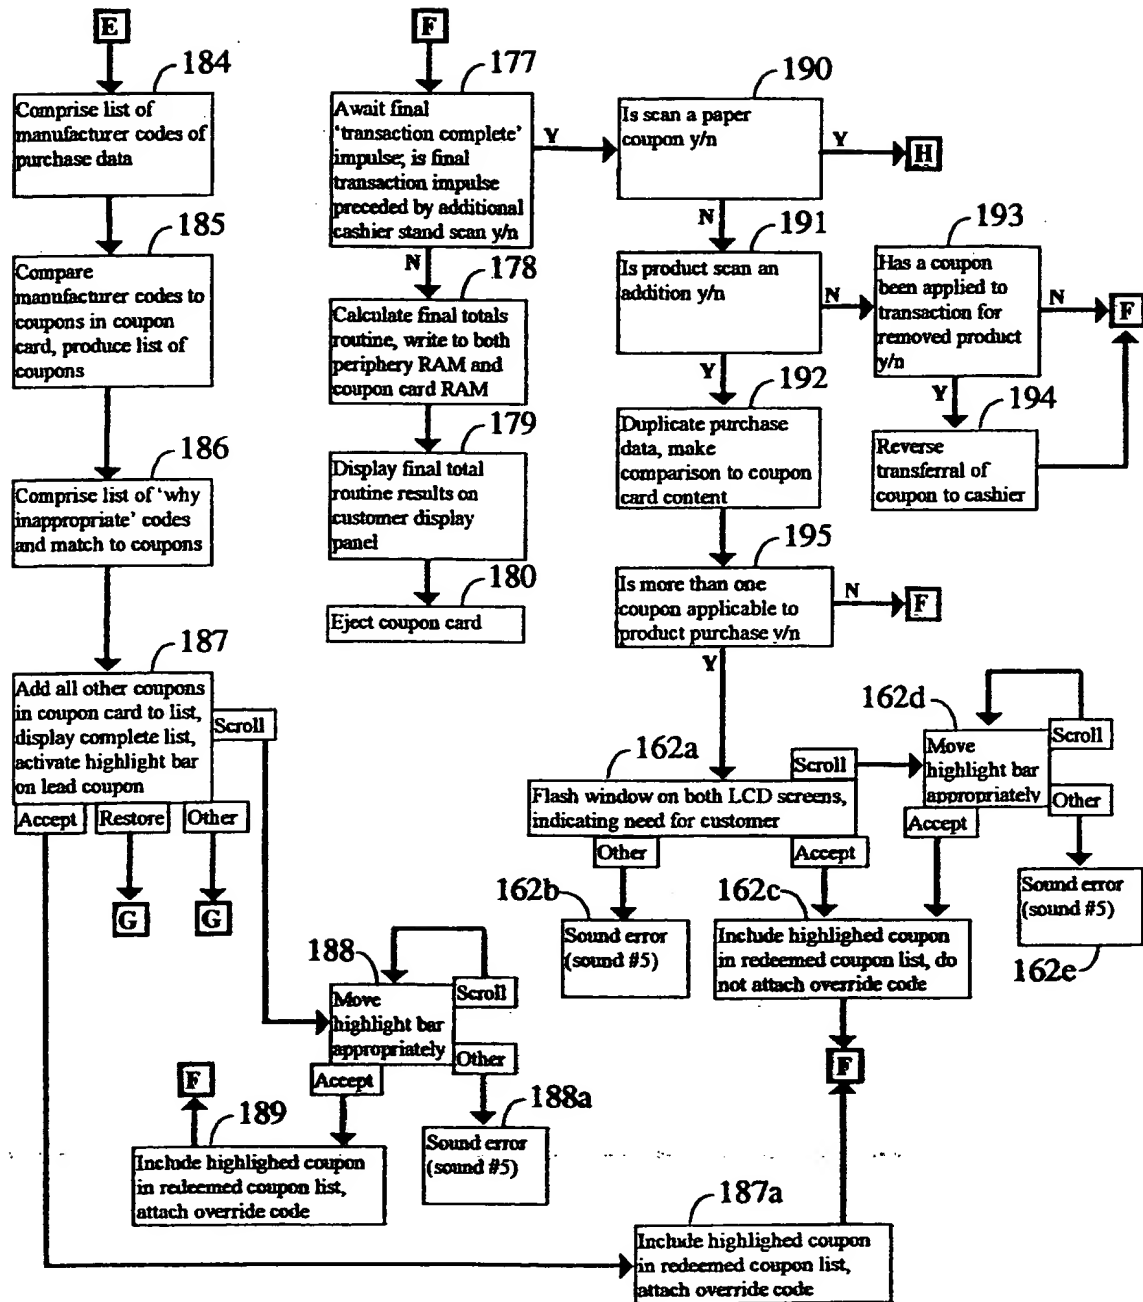 E
184
Comprise list of
manufacturer codes of
purchase data
185
Compare
manufacturer codes to
coupons in coupon
card, produce list of
coupons
186
Comprise list of 'why
inappropriate' codes
and match to coupons
187
Add all other coupons
in coupon card to list,
display complete list,
activate highlight bar
on lead coupon
Scroll
Accept
Restore
Other
G
G
188
Move
highlight bar
appropriately
Scroll
Other
Accept
188a
Sound error
(sound #5)
F
189
Include highlighed coupon
in redeemed coupon list,
attach override code
F
177
Await final
'transaction complete'
impulse; is final
transaction impulse
preceded by additional
cashier stand scan y/n
Y
N
178
Calculate final totals
routine, write to both
periphery RAM and
coupon card RAM
179
Display final total
routine results on
customer display
panel
180
Eject coupon card
190
Is scan a paper
coupon y/n
Y
H
N
191
Is product scan an
addition y/n
N
Y
193
Has a coupon
been applied to
transaction for
removed product
y/n
N
F
Y
194
Reverse
transferral of
coupon to cashier
192
Duplicate purchase
data, make
comparison to coupon
card content
195
Is more than one
coupon applicable to
product purchase y/n
N
F
Y
162a
Flash window on both LCD screens,
indicating need for customer
Scroll
Other
Accept
162b
Sound error
(sound #5)
162c
Include highlighed coupon
in redeemed coupon list, do
not attach override code
162d
Move
highlight bar
appropriately
Scroll
Other
Accept
Sound error
(sound #5)
162e
F
187a
Include highlighed coupon
in redeemed coupon list,
attach override code